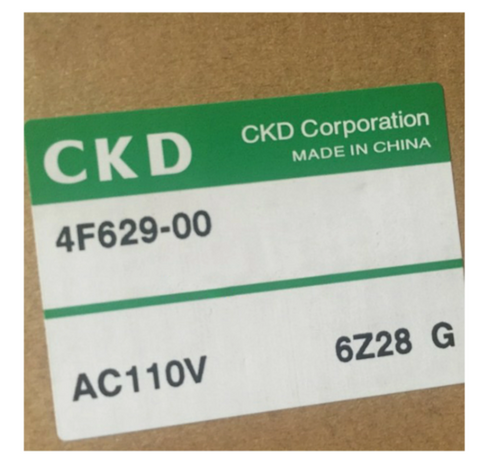 CKD
CKD Corporation
MADE IN CHINA
4F629-00
AC110V
6Z28 G